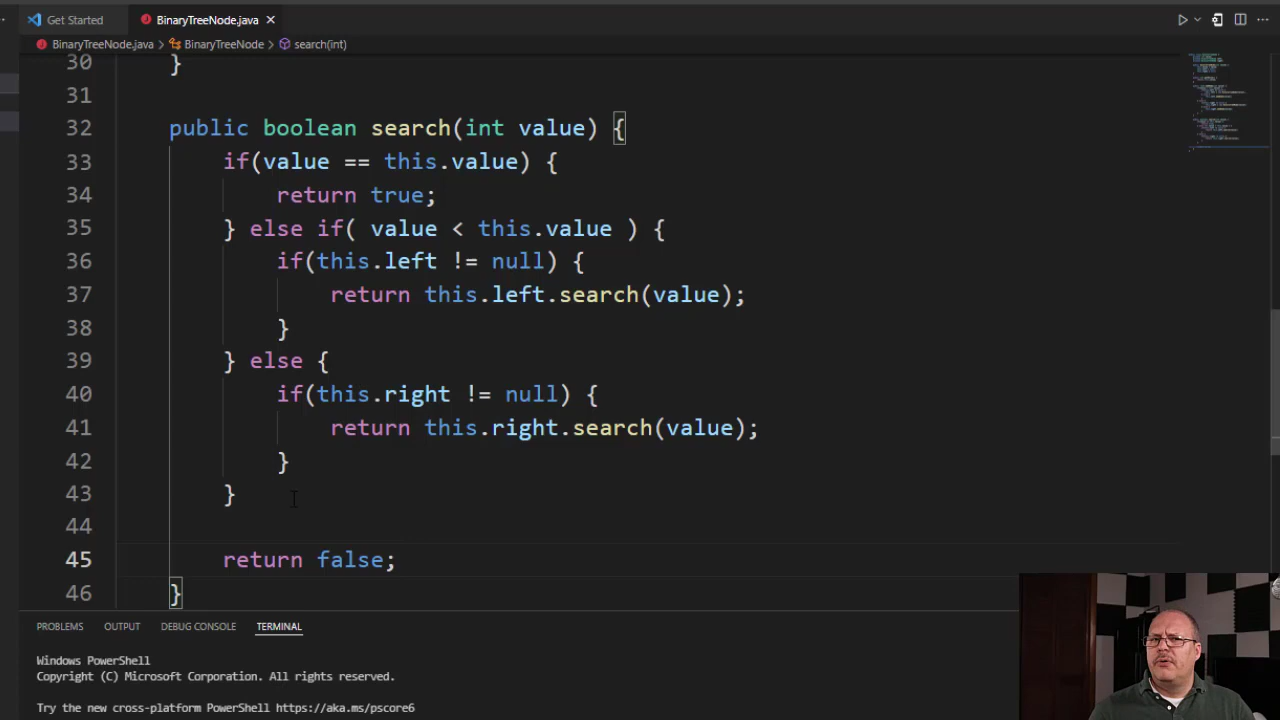 Get Started
BinaryTreeNode.java
BinaryTreeNode.java > BinaryTreeNode > search(int)
30 }
31
32 public boolean search(int value) {
33 if(value == this.value) {
34 return true;
35 } else if( value < this.value ) {
36 if(this.left != null) {
37 return this.left.search(value);
38 }
39 } else {
40 if(this.right != null) {
41 return this.right.search(value);
42 }
43 }
44
45 return false;
46 }
PROBLEMS OUTPUT DEBUG CONSOLE TERMINAL
Windows PowerShell
Copyright (C) Microsoft Corporation. All rights reserved.
Try the new cross-platform PowerShell https://aka.ms/pscore6